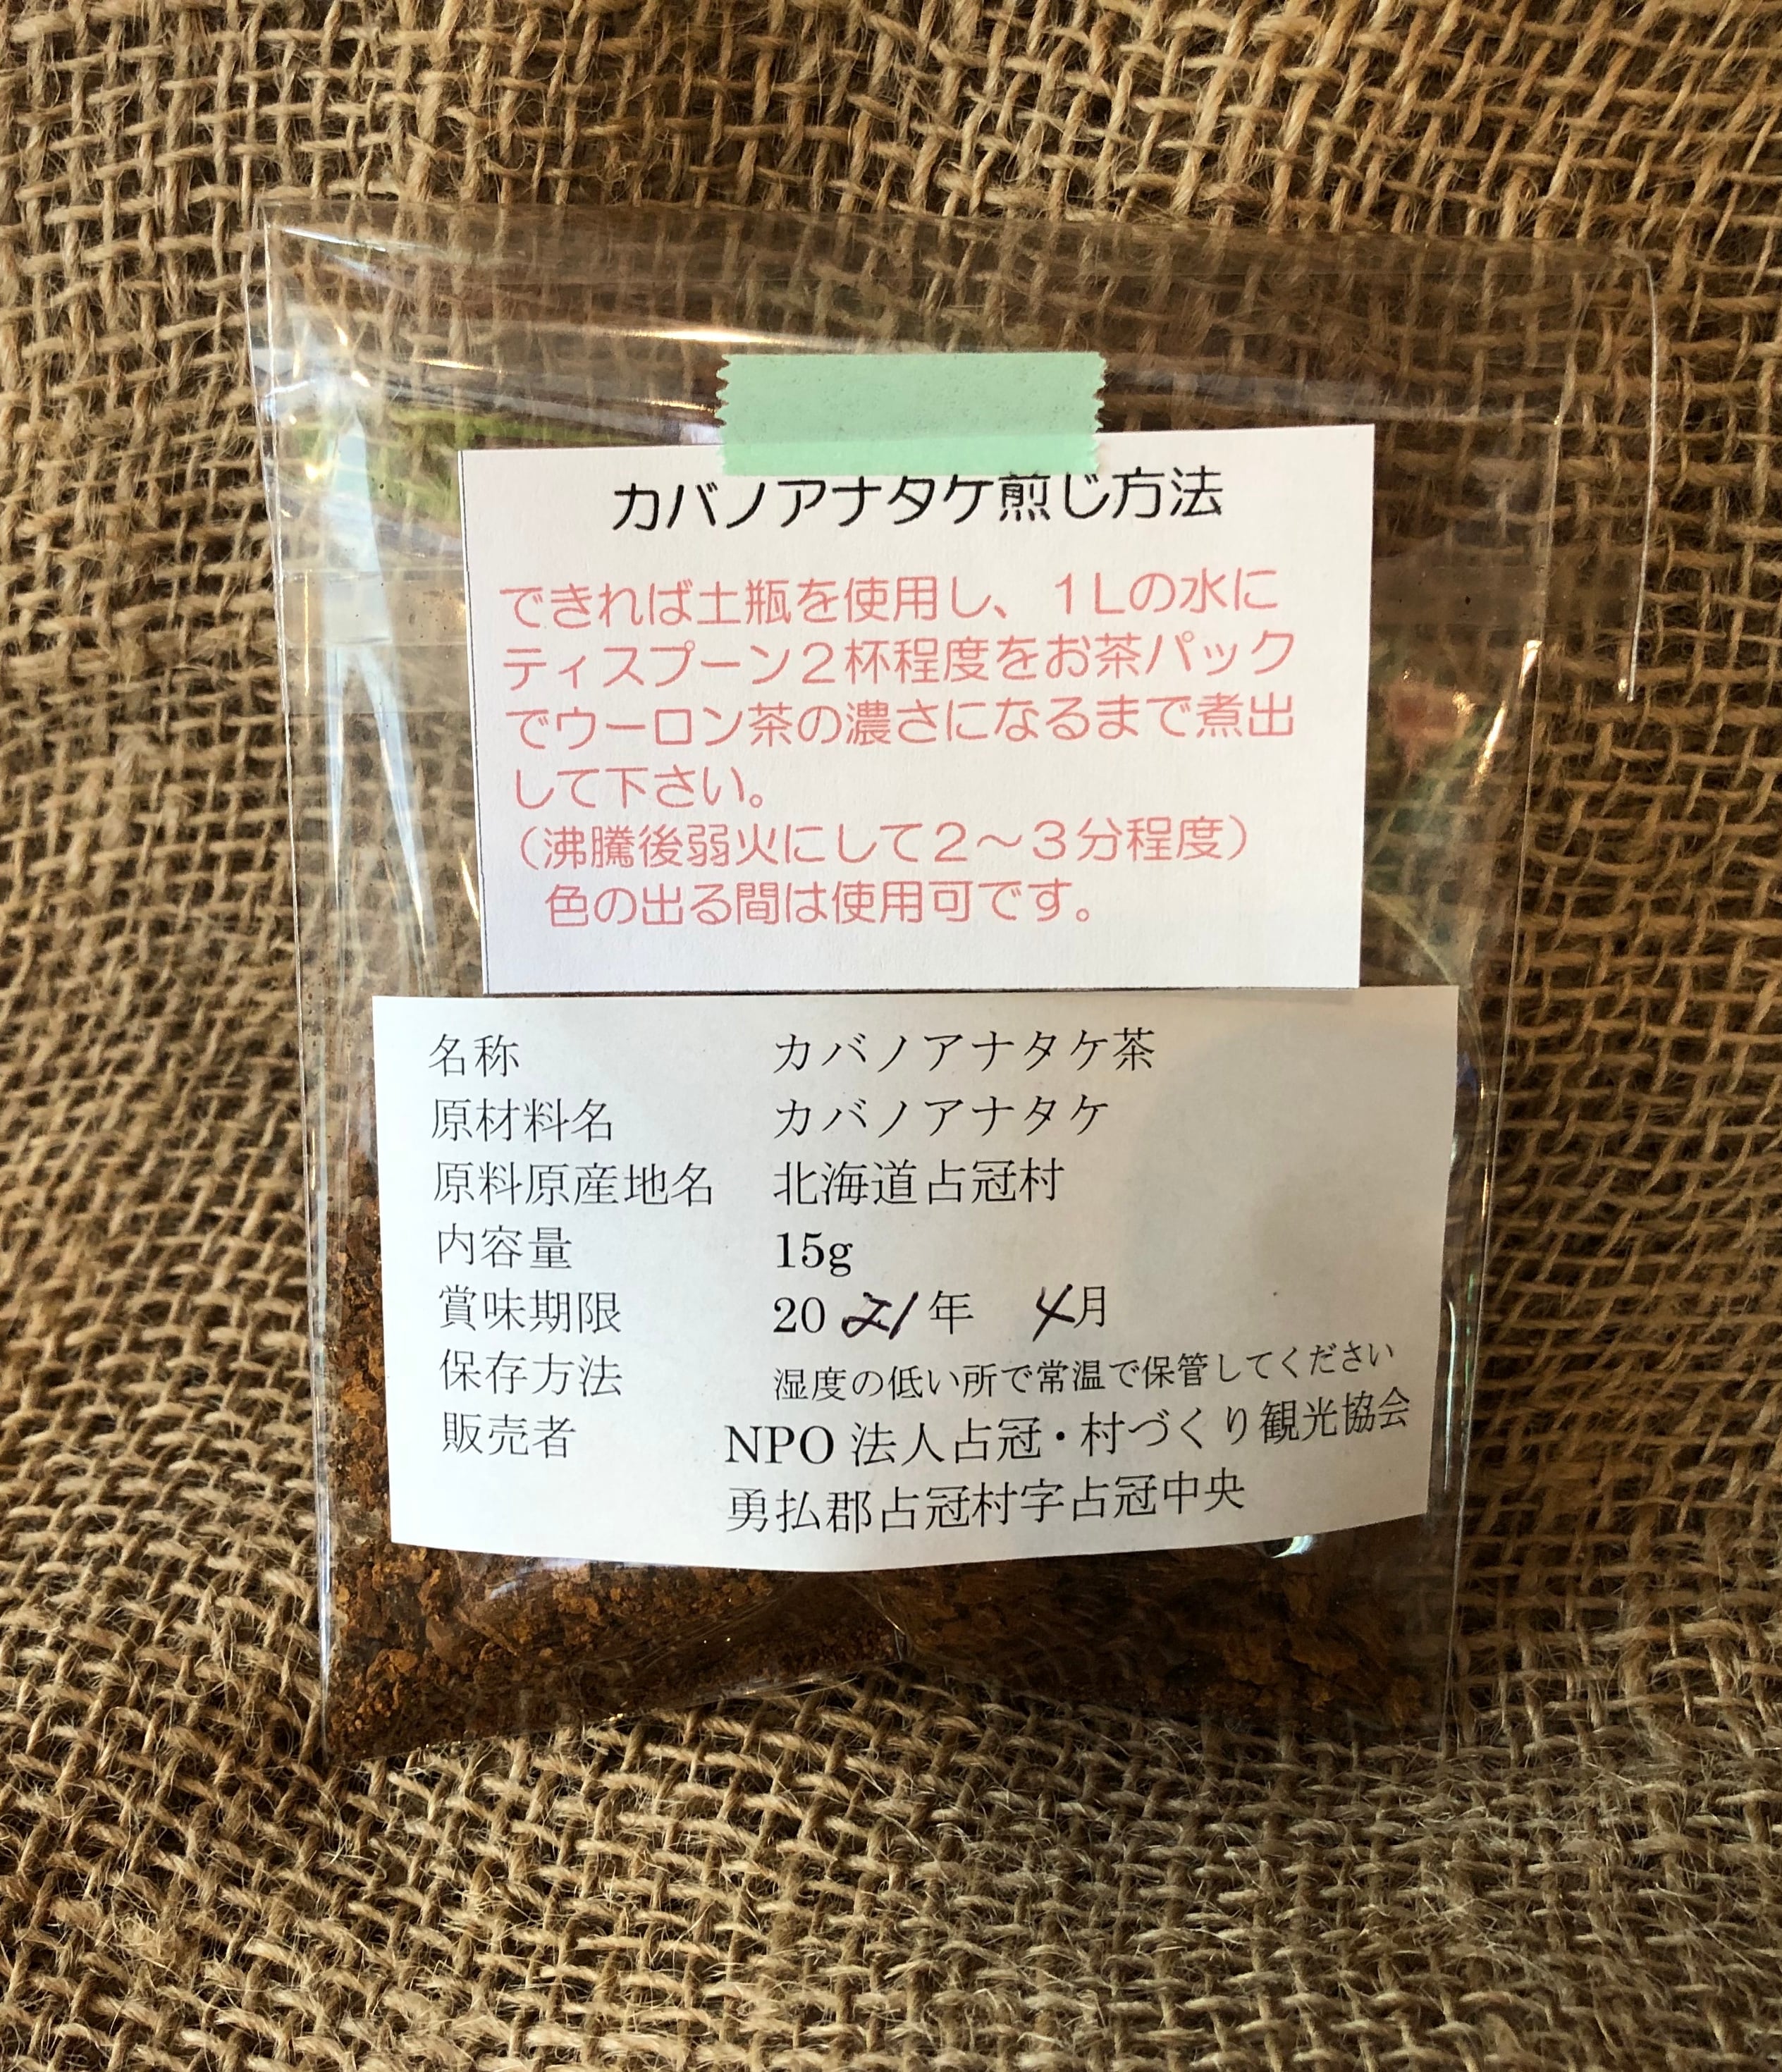 カバノアナタケ煎じ方法
できれば土瓶を使用し、１Lの水に
ティスプーン２杯程度をお茶パック
でウーロン茶の濃さになるまで煮出
して下さい。
（沸騰後弱火にして２～３分程度）
色の出る間は使用可です。
名称 カバノアナタケ茶
原材料名 カバノアナタケ
原料原産地名 北海道占冠村
内容量 15g
賞味期限 2021年 4月
保存方法 湿度の低い所で常温で保管してください
販売者 NPO法人占冠・村づくり観光協会
勇払郡占冠村字占冠中央